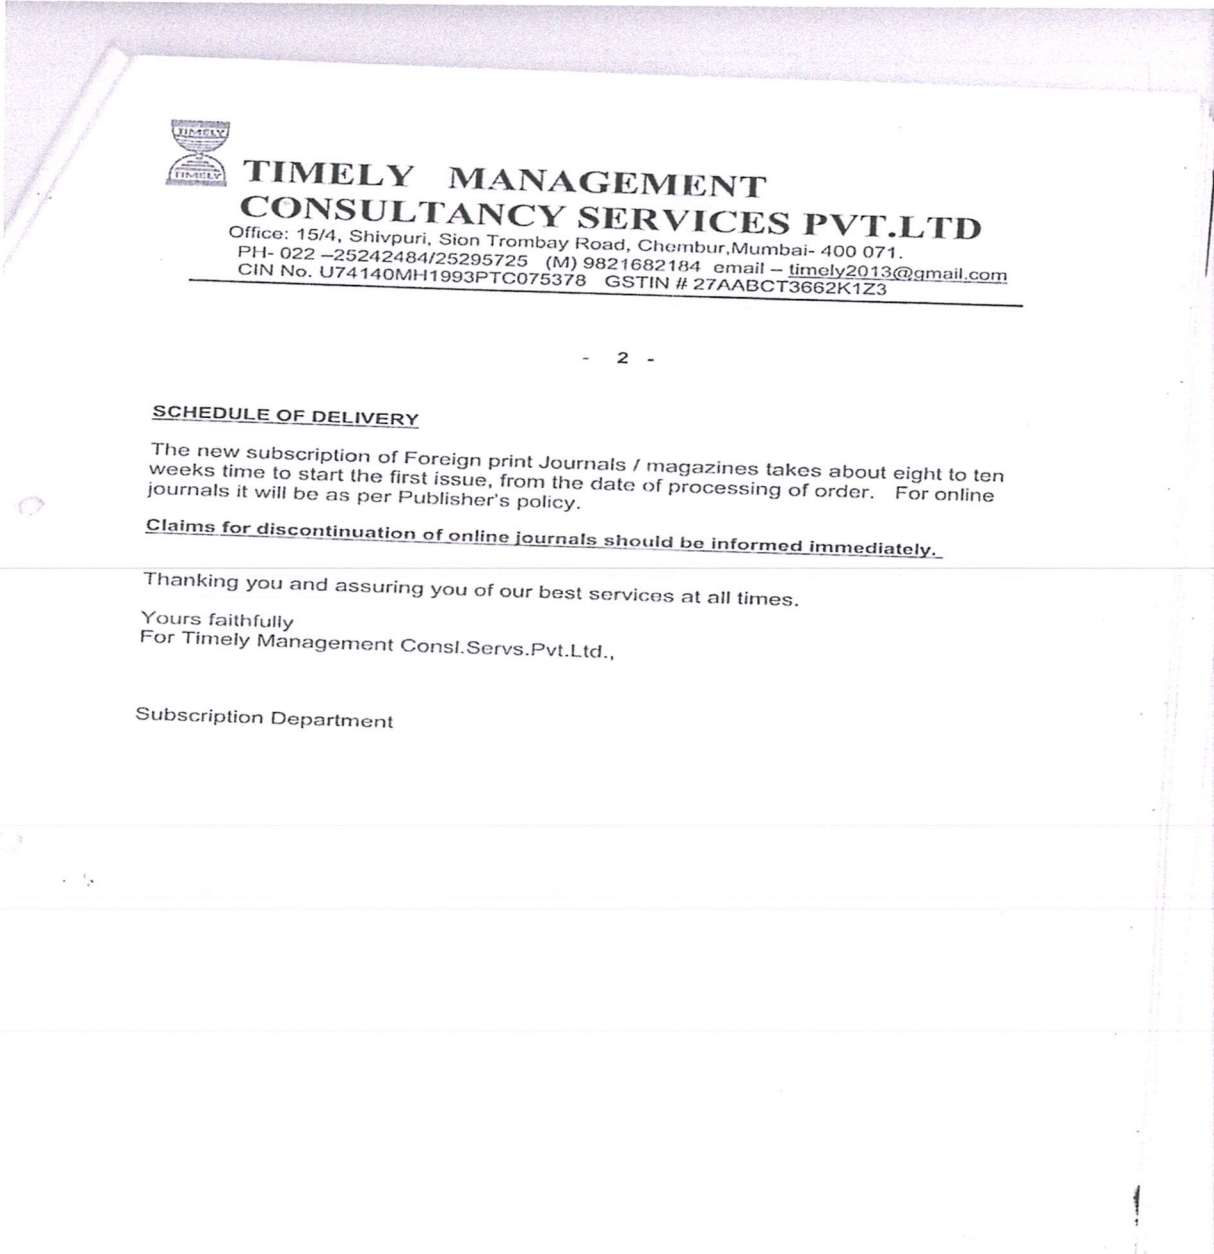 TIMELY
TIMELY
TIMELY MANAGEMENT
CONSULTANCY SERVICES PVT.LTD
Office: 15/4, Shivpuri, Sion Trombay Road, Chembur,Mumbai- 400 071.
PH- 022 –25242484/25295725 (M) 9821682184 email – timely2013@gmail.com
CIN No. U74140MH1993PTC075378 GSTIN # 27AABCT3662K1Z3
- 2 -
SCHEDULE OF DELIVERY
The new subscription of Foreign print Journals / magazines takes about eight to ten
weeks time to start the first issue, from the date of processing of order. For online
journals it will be as per Publisher's policy.
Claims for discontinuation of online journals should be informed immediately.
Thanking you and assuring you of our best services at all times.
Yours faithfully
For Timely Management Consl.Servs.Pvt.Ltd.,
Subscription Department